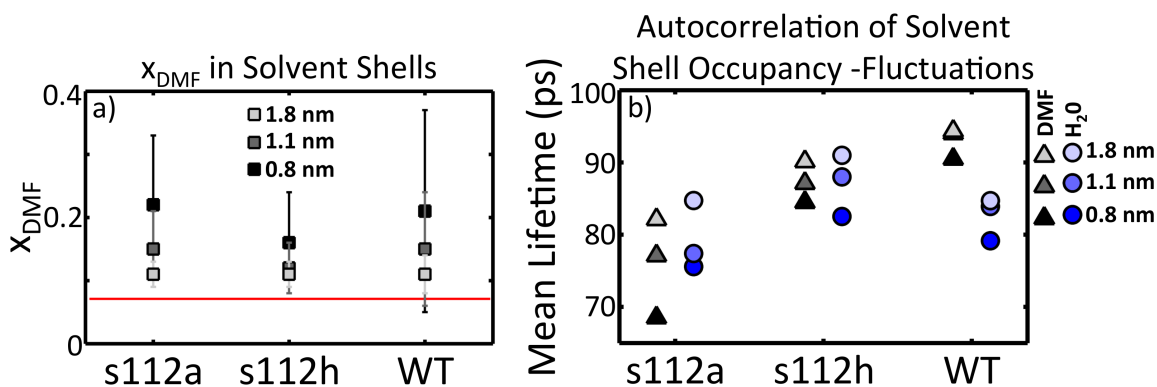 x_DMF in Solvent Shells
a)
1.8 nm
1.1 nm
0.8 nm
x_DMF
0.4
0.2
0
s112a s112h WT
Autocorrelation of Solvent
Shell Occupancy -Fluctuations
b)
Mean Lifetime (ps)
100
90
80
70
s112a s112h WT
DMF
H₂0
1.8 nm
1.1 nm
0.8 nm